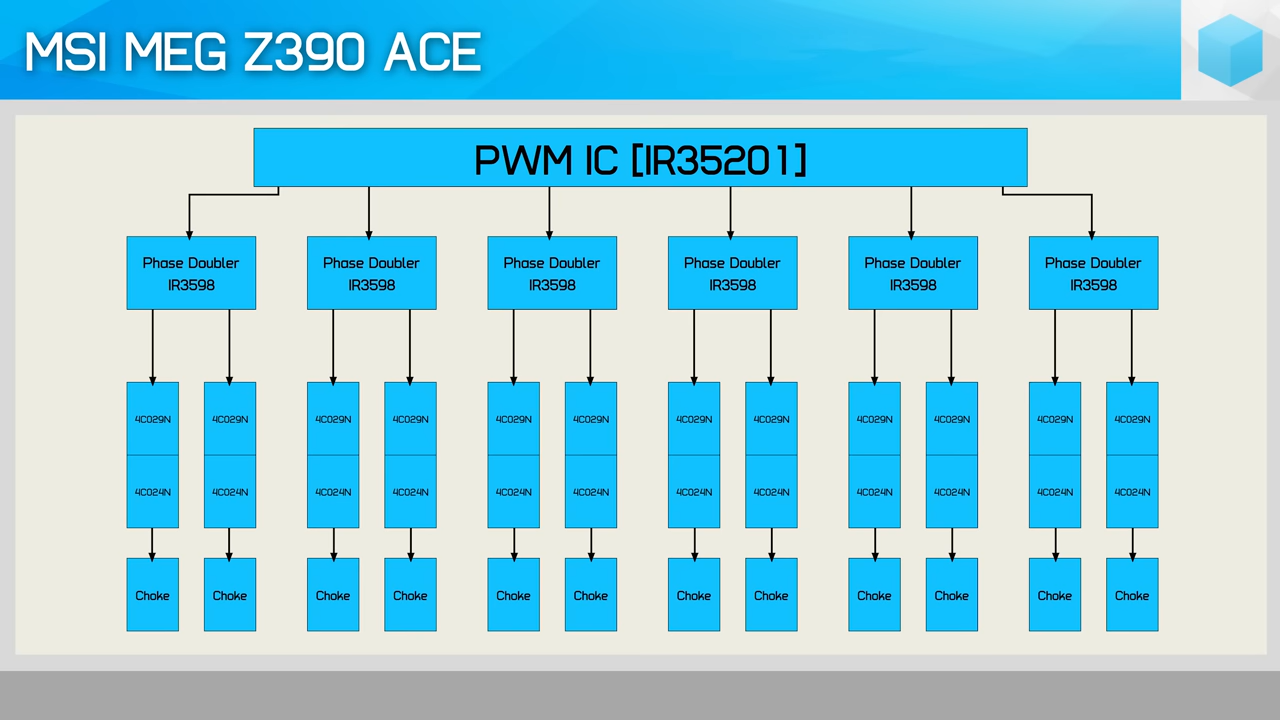 MSI MEG Z390 ACE
PWM IC [IR35201]
Phase Doubler
IR3598
Phase Doubler
IR3598
Phase Doubler
IR3598
Phase Doubler
IR3598
Phase Doubler
IR3598
Phase Doubler
IR3598
4C029N 4C029N 4C029N 4C029N 4C029N 4C029N 4C029N 4C029N 4C029N 4C029N 4C029N 4C029N
4C024N 4C024N 4C024N 4C024N 4C024N 4C024N 4C024N 4C024N 4C024N 4C024N 4C024N 4C024N
Choke Choke Choke Choke Choke Choke Choke Choke Choke Choke Choke Choke